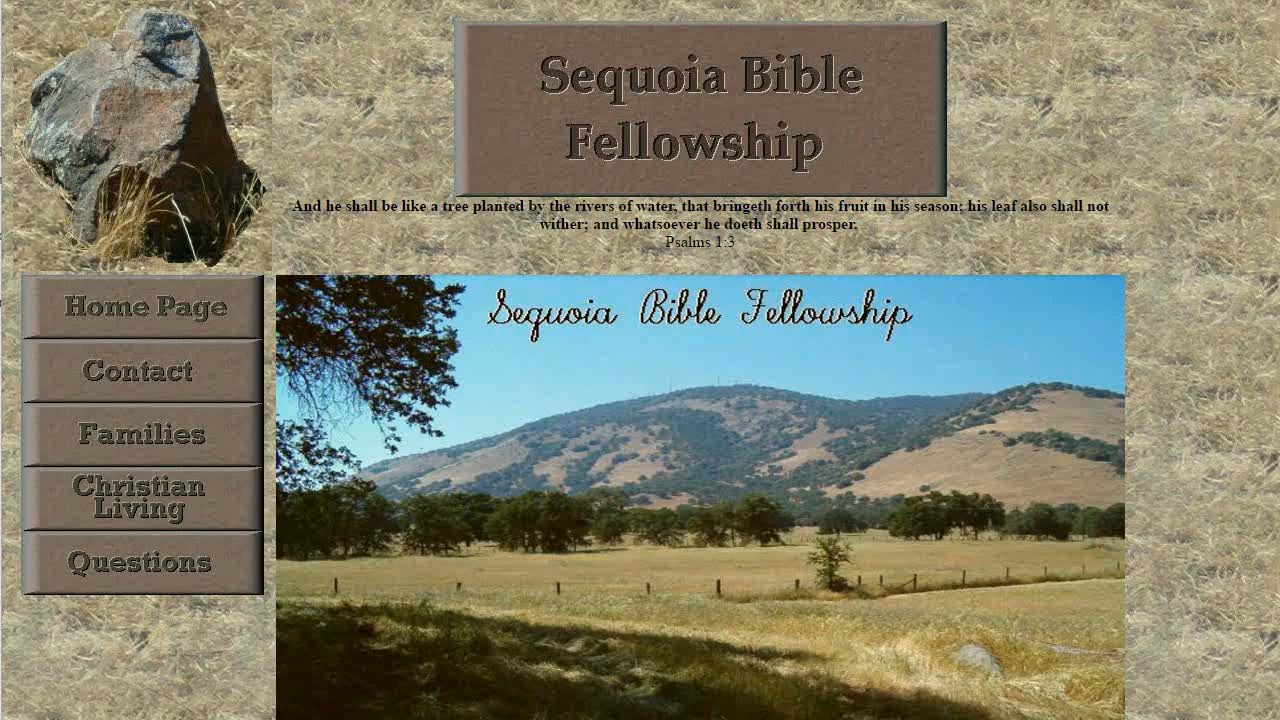 Sequoia Bible
Fellowship
And he shall be like a tree planted by the rivers of water, that bringeth forth his fruit in his season; his leaf also shall not
wither; and whatsoever he doeth shall prosper.
Psalms 1:3
Home Page
Contact
Families
Christian
Living
Questions
Sequoia Bible Fellowship